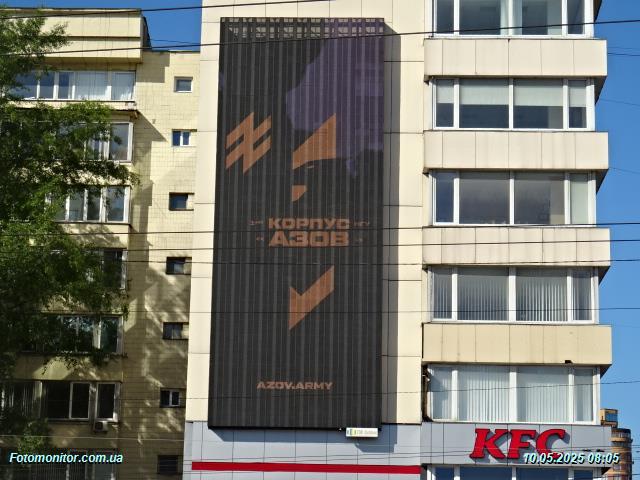 КОРПУС
АЗОВ
AZOV.ARMY
KFC
Fotomonitor.com.ua
10.05.2025 08:05